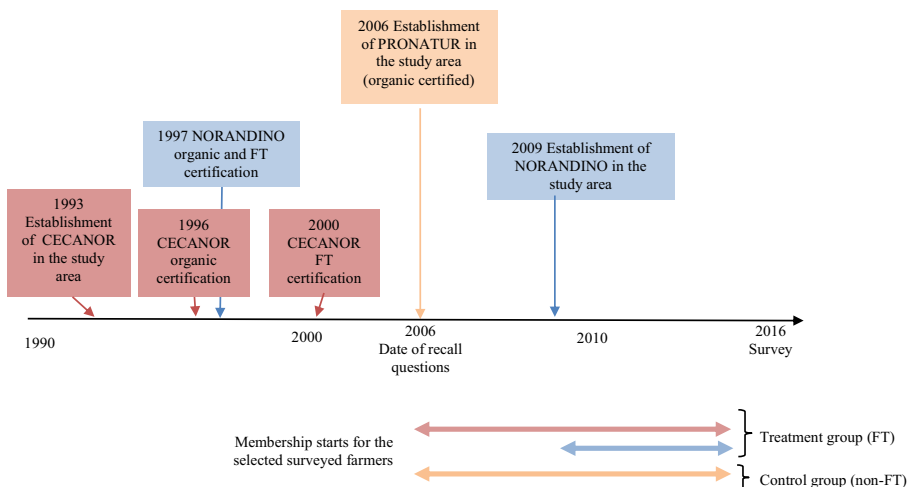 2006 Establishment
of PRONATUR in
the study area
(organic certified)
1997 NORANDINO
organic and FT
certification
2009 Establishment of
NORANDINO in the
study area
1993
Establishment
of CECANOR
in the study
area
1996
CECANOR
organic
certification
2000
CECANOR
FT
certification
1990
2000
2006
Date of recall
questions
2010
2016
Survey
Membership starts for the
selected surveyed farmers
Treatment group (FT)
Control group (non-FT)